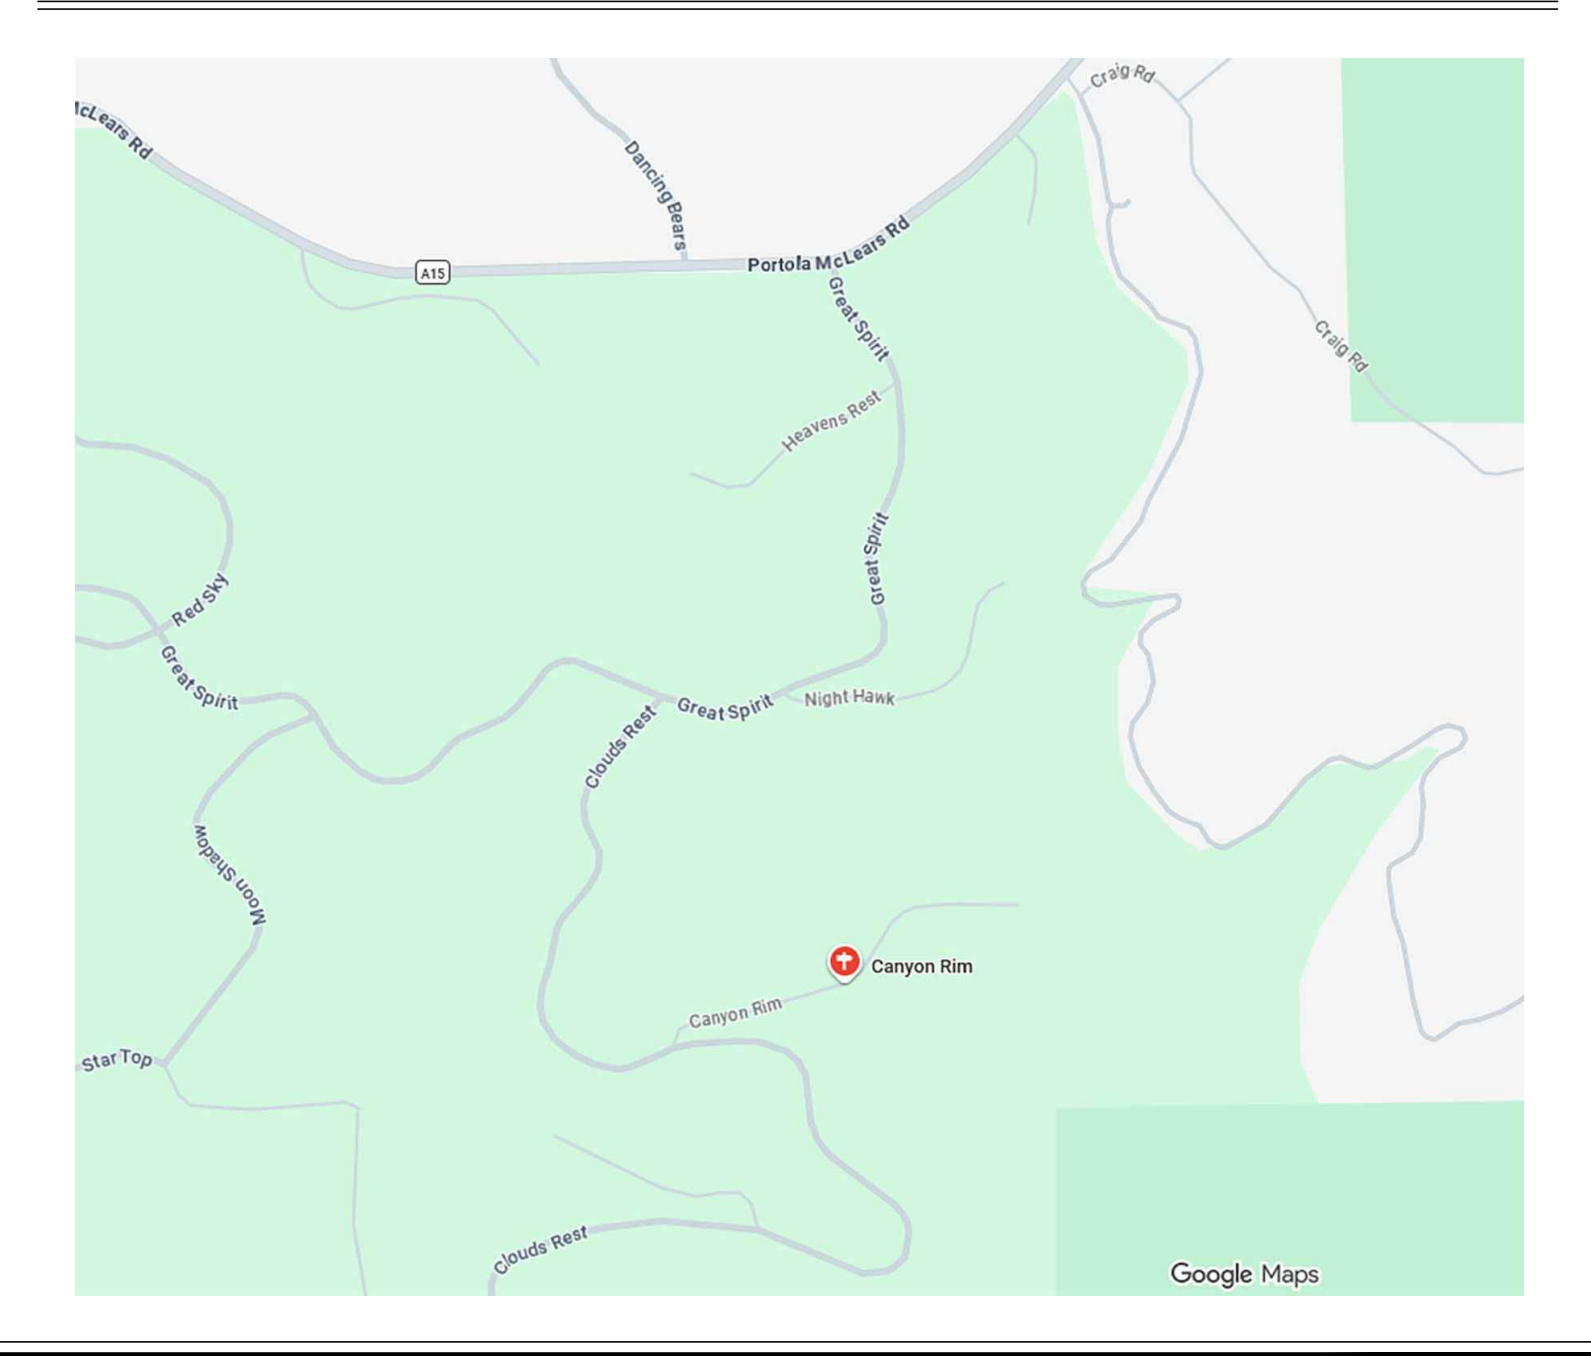 Craig Rd
McLears Rd
Dancing Bears
Portola McLears Rd
A15
Great Spirit
Craig Rd
Heavens Rest
Great Spirit
Red Sky
Great Spirit
Great Spirit
Night Hawk
Clouds Rest
Moon Shadow
Canyon Rim
Canyon Rim
Star Top
Clouds Rest
Google Maps